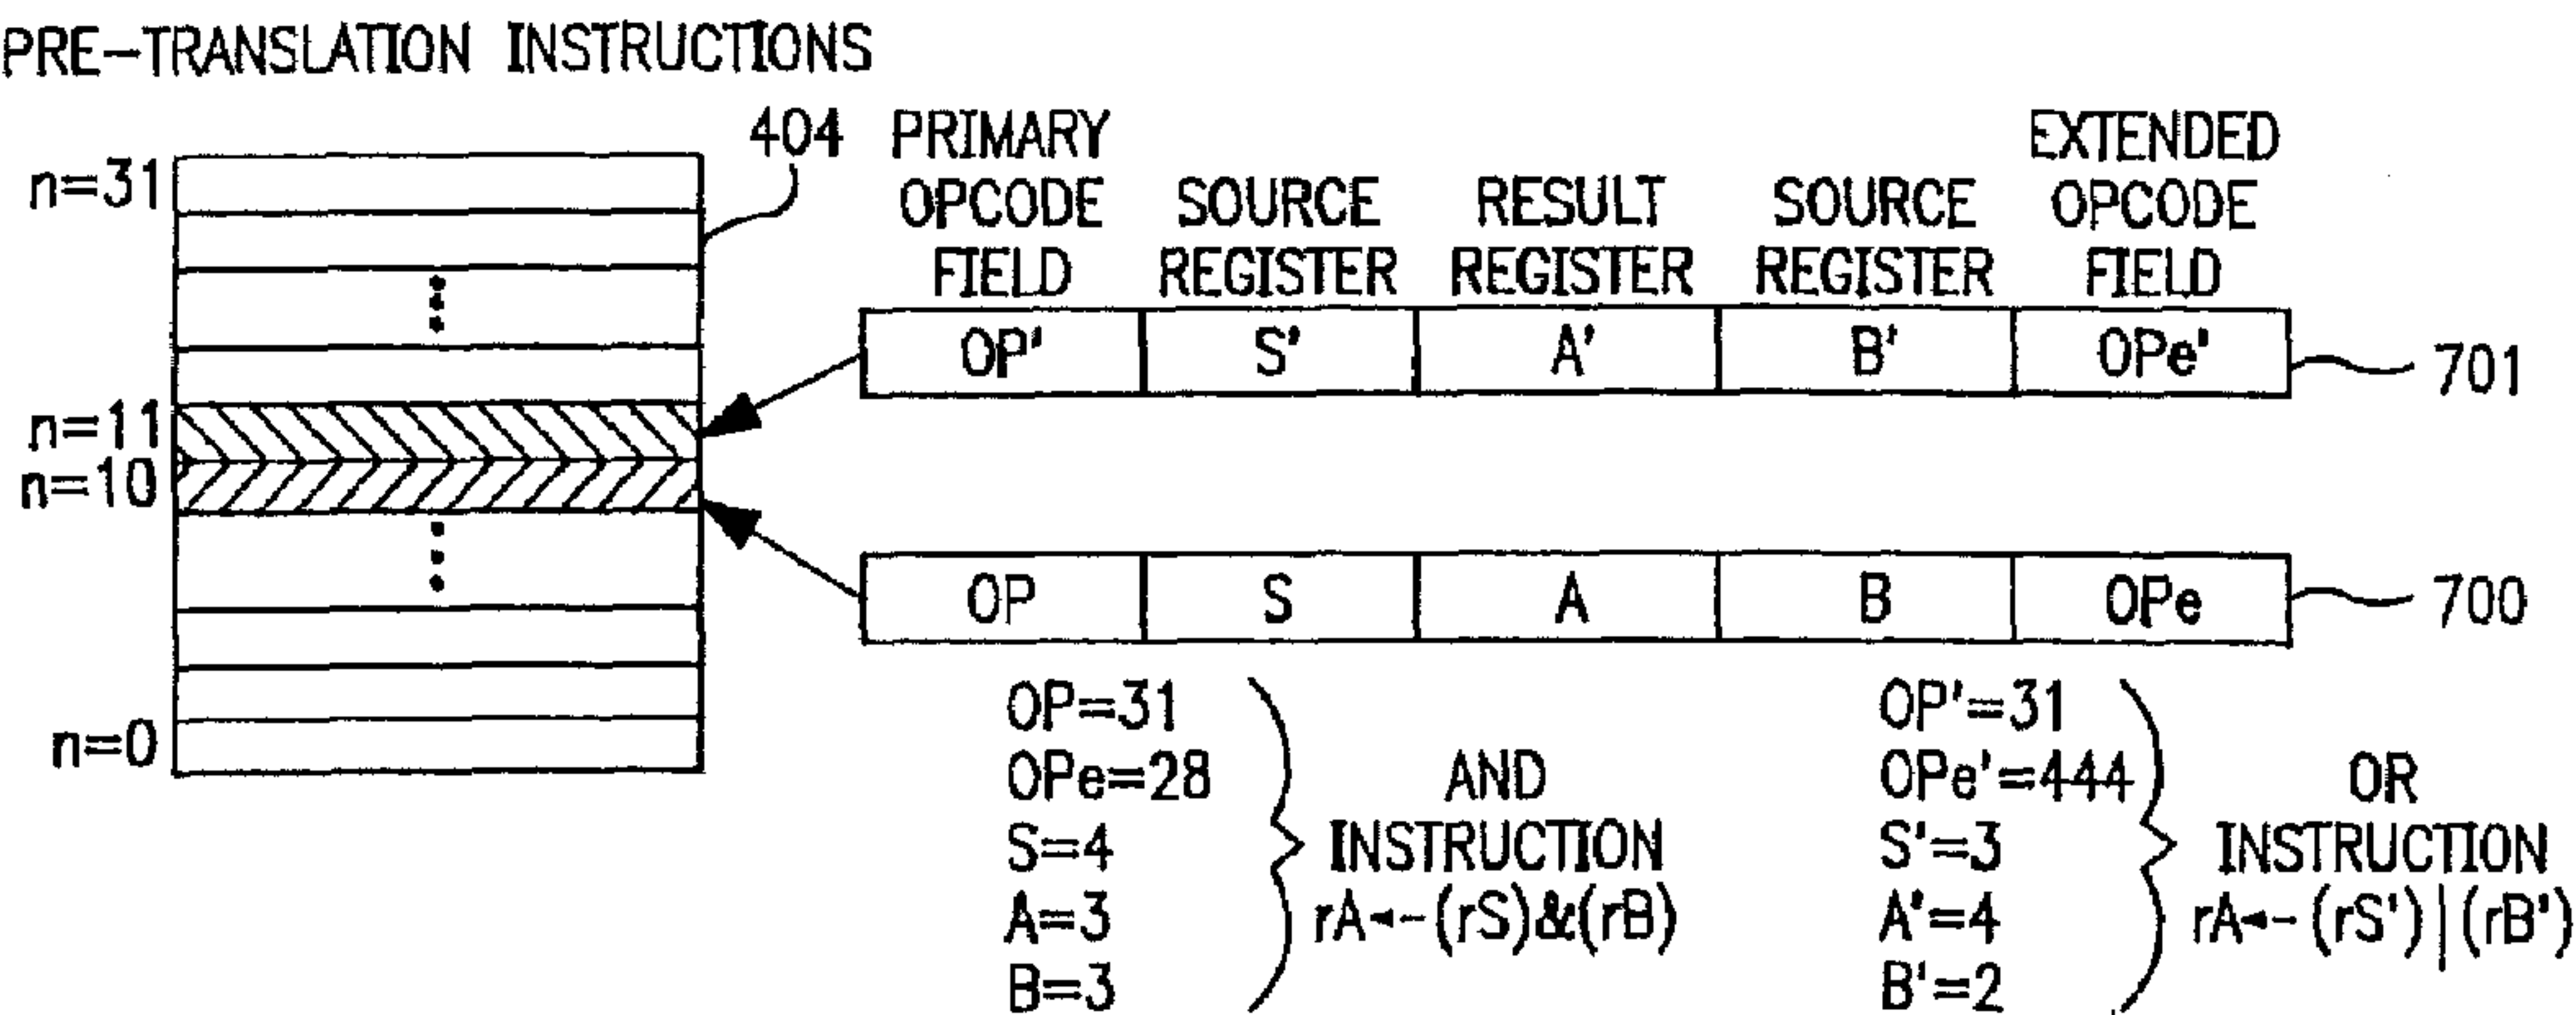 PRE-TRANSLATION INSTRUCTIONS
404
PRIMARY
OPCODE
FIELD
SOURCE
REGISTER
RESULT
REGISTER
SOURCE
REGISTER
EXTENDED
OPCODE
FIELD
n=31
n=11
n=10
n=0
OP' S' A' B' OPe'
701
OP S A B OPe
700
OP=31
OPe=28
S=4
A=3
B=3
AND
INSTRUCTION
rA◄-(rS)&(rB)
OP'=31
OPe'=444
S'=3
A'=4
B'=2
OR
INSTRUCTION
rA◄-(rS')|(rB')